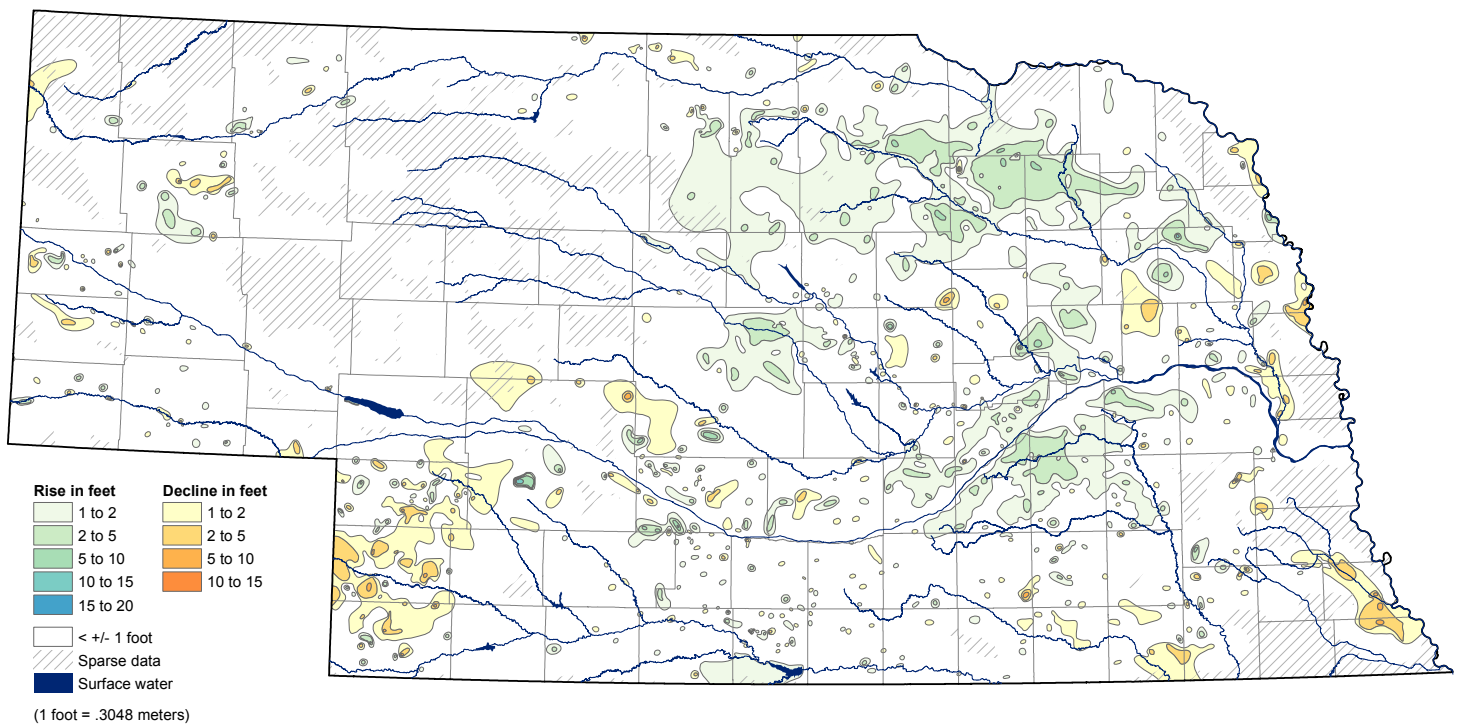 Rise in feet
1 to 2
2 to 5
5 to 10
10 to 15
15 to 20
Decline in feet
1 to 2
2 to 5
5 to 10
10 to 15
< +/- 1 foot
Sparse data
Surface water
(1 foot = .3048 meters)